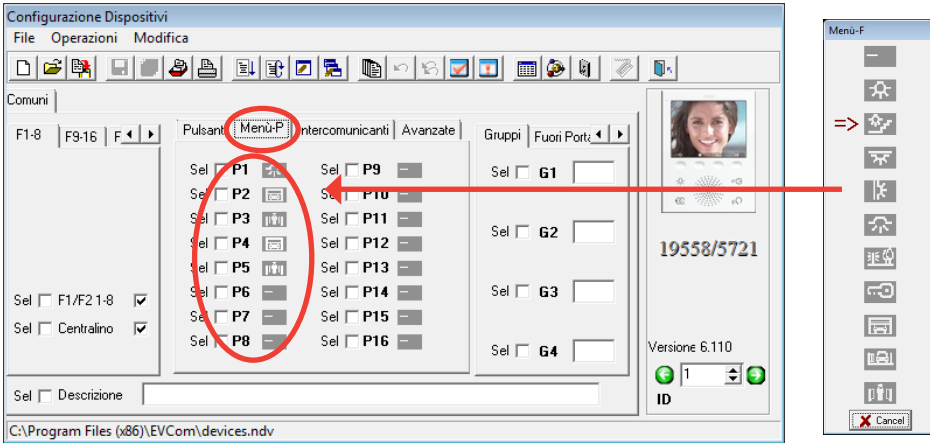 Configurazione Dispositivi
File Operazioni Modifica
Comuni
F1-8 F9-16 F
Pulsant Menù-P Intercomunicanti Avanzate
Gruppi Fuori Porta
Sel P1 Sel P9
Sel P2 Sel P10
Sel P3 Sel P11
Sel P4 Sel P12
Sel P5 Sel P13
Sel P6 Sel P14
Sel P7 Sel P15
Sel P8 Sel P16
Sel F1/F2 1-8
Sel Centralino
Sel G1
Sel G2
Sel G3
Sel G4
19558/5721
Versione 6.110
1
ID
Sel Descrizione
C:\Program Files (x86)\EVCom\devices.ndv
Menù-F
=>
Cancel